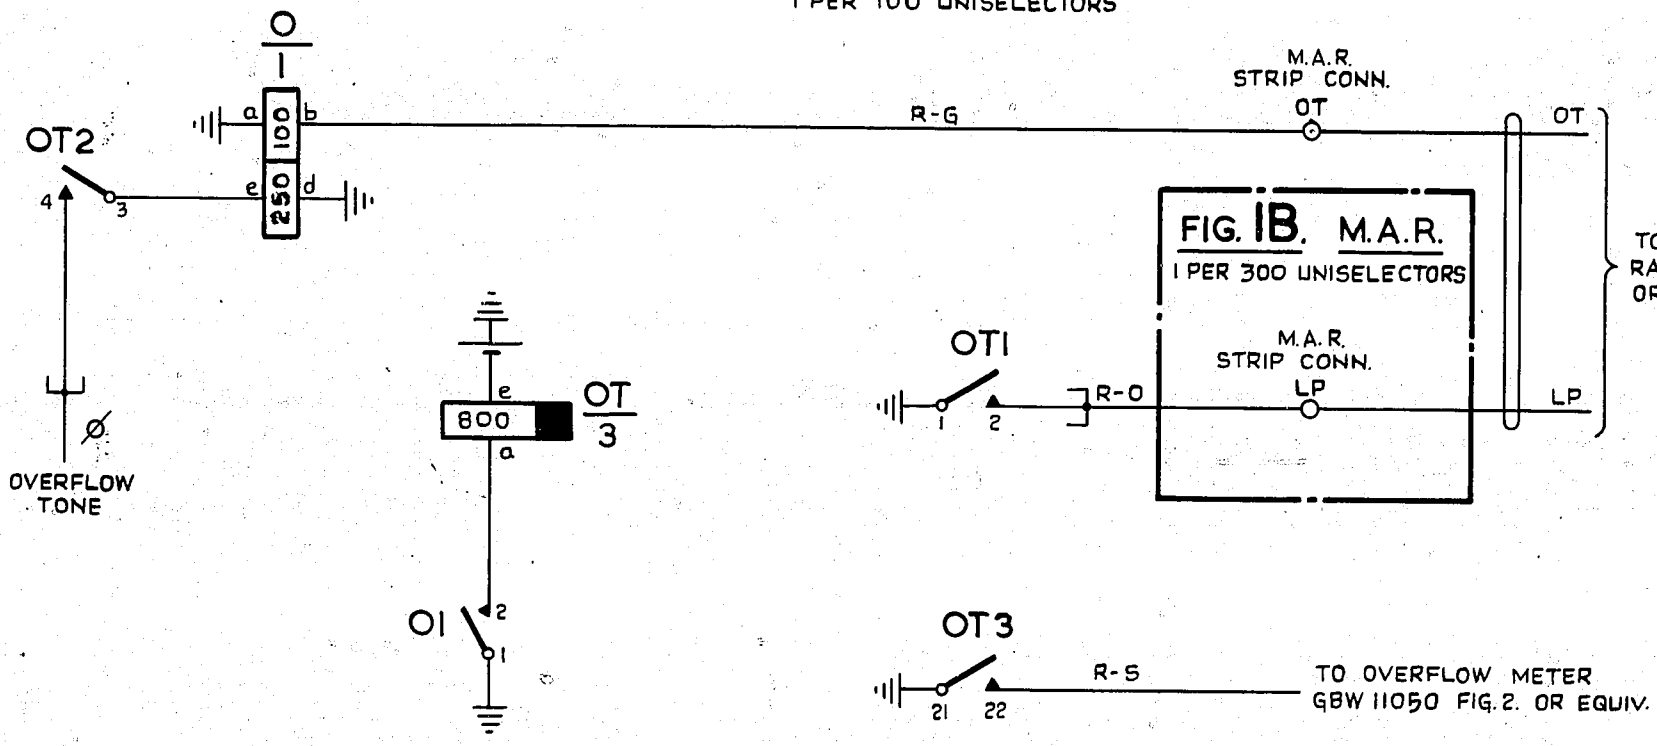 1 PER 100 UNISELECTORS
O
1
a 100 b
e 250 d
OT2
4 3
OVERFLOW
TONE
R-G
M.A.R.
STRIP CONN.
OT
OT
FIG. 1B. M.A.R.
1 PER 300 UNISELECTORS
M.A.R.
STRIP CONN.
LP
LP
OT1
1 2
R-O
e
800
a
OT
3
O1
2
1
OT3
21 22
R-S
TO OVERFLOW METER
GBW 11050 FIG. 2. OR EQUIV.